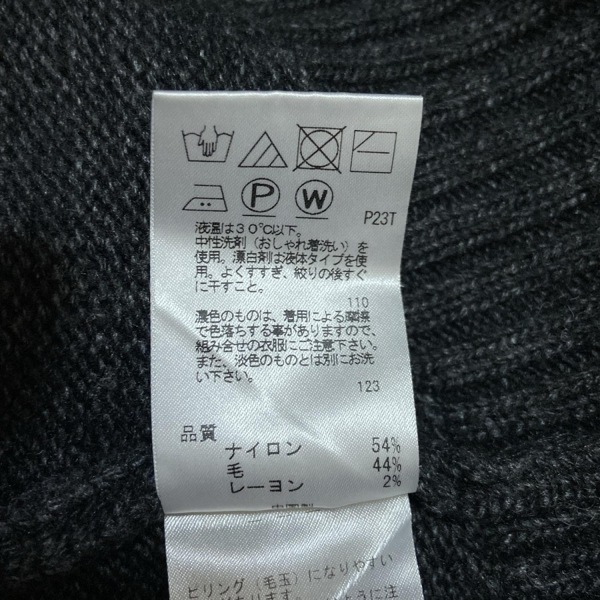 P
W
P23T
液温は30℃以下。
中性洗剤（おしゃれ着洗い）を
使用。漂白剤は液体タイプを使
用。よくすすぎ、絞りの後すぐ
に干すこと。
110
濃色のものは、着用による摩擦
で色落ちする事がありますので、
組み合せの衣服にご注意下さい。
また、淡色のものとは別にお洗
い下さい。
123
品質
ナイロン 54%
毛 44%
レーヨン 2%
ピリング（毛玉）になりやすい